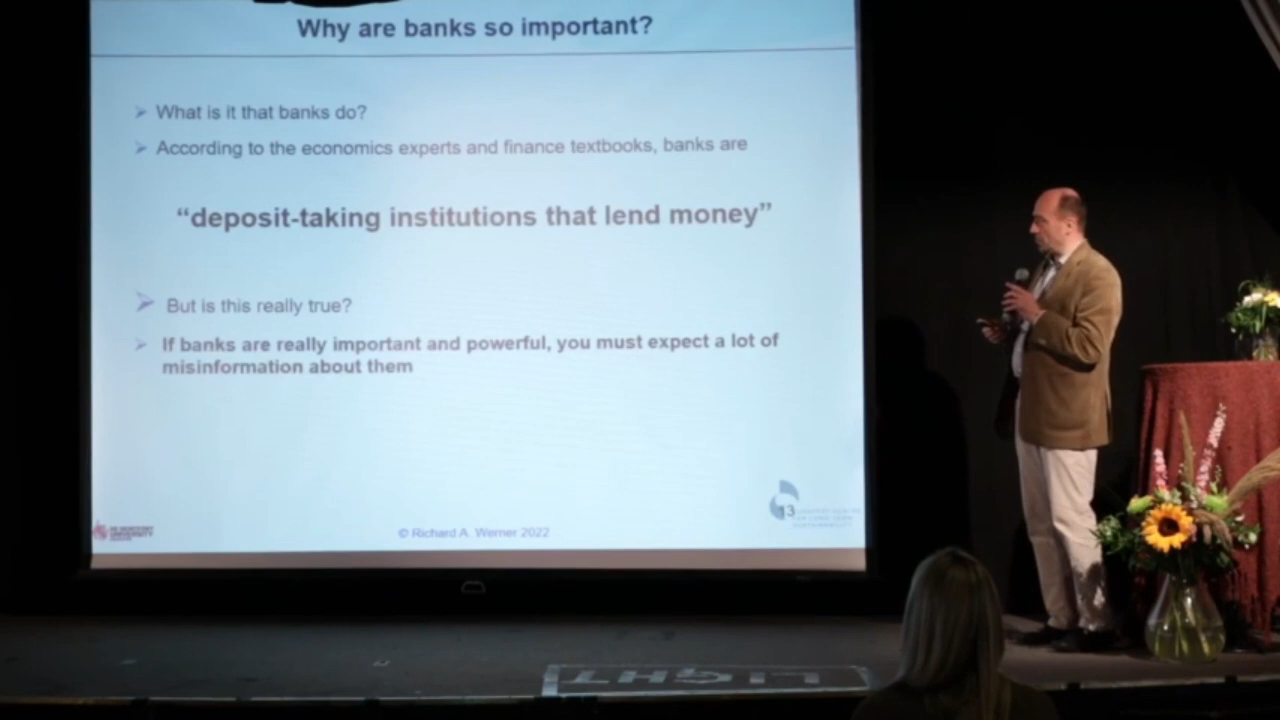 Why are banks so important?
What is it that banks do?
According to the economics experts and finance textbooks, banks are
“deposit-taking institutions that lend money”
But is this really true?
If banks are really important and powerful, you must expect a lot of
misinformation about them
UNIVERSITY
13
© Richard A. Werner 2022
LIGHT